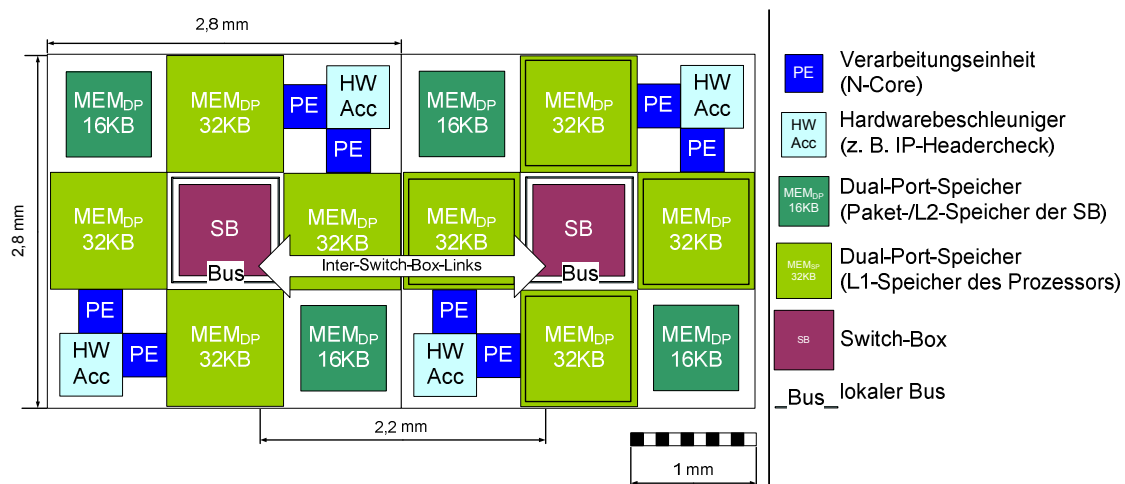 2,8 mm
2,8 mm
MEMDP
16KB
MEMDP
32KB
PE
HW
Acc
PE
MEMDP
16KB
MEMDP
32KB
PE
HW
Acc
PE
MEMDP
32KB
SB
Bus
MEMDP
32KB
MEMDP
32KB
SB
Bus
MEMDP
32KB
Inter-Switch-Box-Links
PE
HW
Acc
PE
MEMDP
32KB
MEMDP
16KB
PE
HW
Acc
PE
MEMDP
32KB
MEMDP
16KB
2,2 mm
1 mm
PE
Verarbeitungseinheit
(N-Core)
HW
Acc
Hardwarebeschleuniger
(z. B. IP-Headercheck)
MEMDP
16KB
Dual-Port-Speicher
(Paket-/L2-Speicher der SB)
MEMSP
32KB
Dual-Port-Speicher
(L1-Speicher des Prozessors)
SB
Switch-Box
_Bus_ lokaler Bus